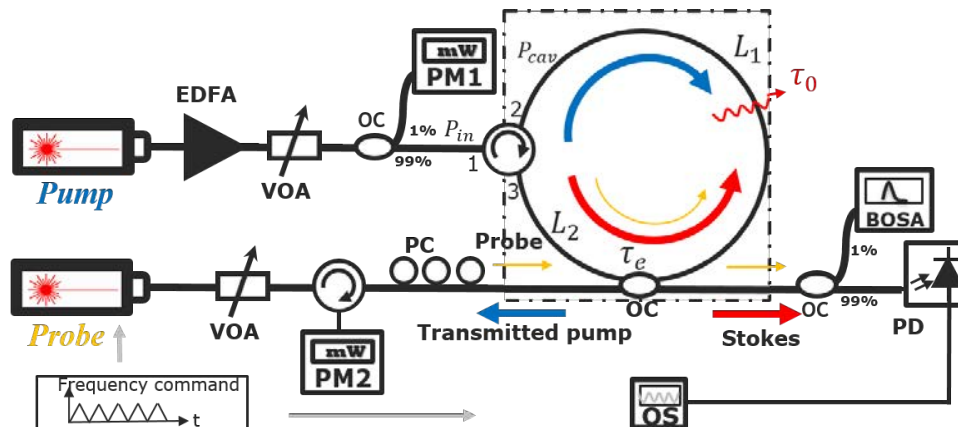 mW
PM1
EDFA
OC
1%
P_in
99%
VOA
1
2
3
P_cav
L_1
τ_0
L_2
τ_e
Pump
PC
Probe
BOSA
1%
99%
VOA
OC
OC
PD
Probe
mW
PM2
Transmitted pump
Stokes
Frequency command
t
OS